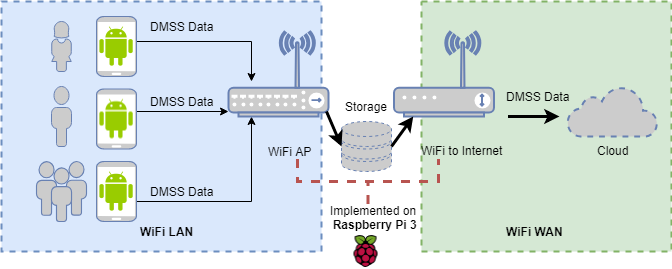 DMSS Data
DMSS Data
DMSS Data
WiFi AP
WiFi LAN
Storage
Implemented on
Raspberry Pi 3
WiFi to Internet
DMSS Data
Cloud
WiFi WAN